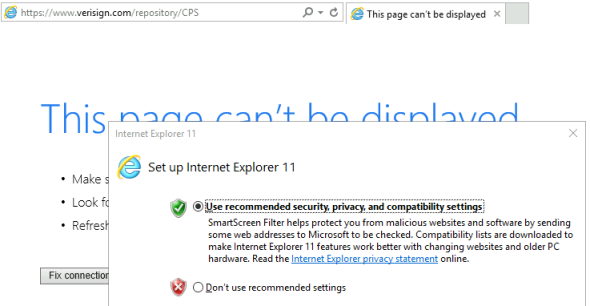 https://www.verisign.com/repository/CPS
This page can't be displayed
This page can't be displayed
Internet Explorer 11
Set up Internet Explorer 11
• Make s
• Look fo
• Refresh
Use recommended security, privacy, and compatibility settings
SmartScreen Filter helps protect you from malicious websites and software by sending
some web addresses to Microsoft to be checked. Compatibility lists are downloaded to
make Internet Explorer 11 features work better with changing websites and older PC
hardware. Read the Internet Explorer privacy statement online.
Fix connection
Don't use recommended settings